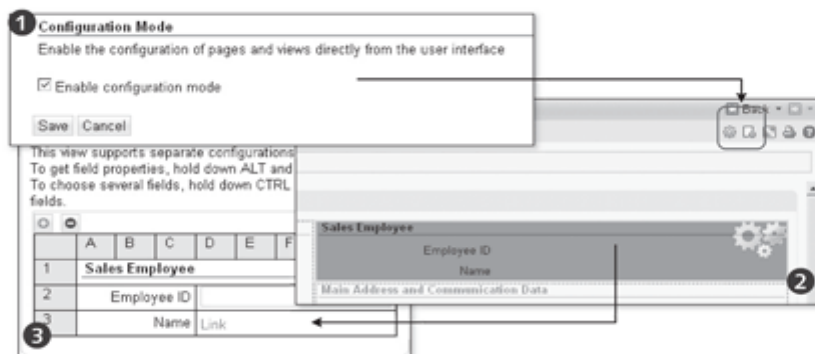 1
Configuration Mode
Enable the configuration of pages and views directly from the user interface
Enable configuration mode
Save Cancel
Back
This view supports separate configurations
To get field properties, hold down ALT and
To choose several fields, hold down CTRL
fields.
A B C D E F
1 Sales Employee
2 Employee ID
3 Name Link
3
Sales Employee
Employee ID
Name
Main Address and Communication Data
2